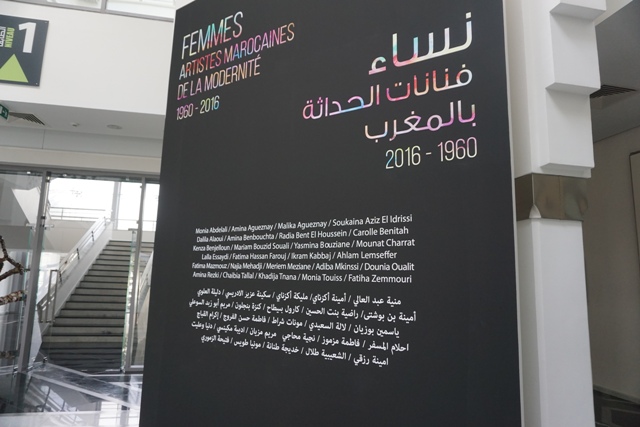 1
NIVEAU
FEMMES
ARTISTES MAROCAINES
DE LA MODERNITÉ
1960 - 2016
نساء
فنانات الحداثة
بالمغرب
2016 - 1960
Monia Abdelali / Amina Agueznay / Malika Agueznay / Soukaina Aziz El Idrissi
Dalila Alaoui / Amina Benbouchta / Radia Bent El Houssein / Carolle Benitah
Kenza Benjelloun / Mariam Bouzid Souali / Yasmina Bouziane / Mounat Charrat
Lalla Essaydi / Fatima Hassan Farouj / Ikram Kabbaj / Ahlam Lemseffer
Fatima Mazmouz / Najia Mehadji / Meriem Meziane / Adiba Mkinssi / Dounia Oualit
Amina Rezki / Chaibia Tallal / Khadija Tnana / Monia Touiss / Fatiha Zemmouri
منية عبد العالي / أمينة أكزناي/ مليكة أكزناي / سكينة عزيز الادريسي / دليلة العلوي
أمينة بن بوشتى / راضية بنت الحسين / كارول بيطاح / كنزة بنجلون / مريم أبو زيد السوعلي
ياسمين بوزيان / لالة السعيدي / مونات شراط / فاطمة حسن الفروج / إكرام القباج
احلام المسفر / فاطمة مزموز / نجية محاجي مريم مزيان / ادبية مكينسي / دنيا وعليت
امينة رزقي / الشعيبية طلال / خديجة طنانة / مونيا طويس / فتيحة الزموري